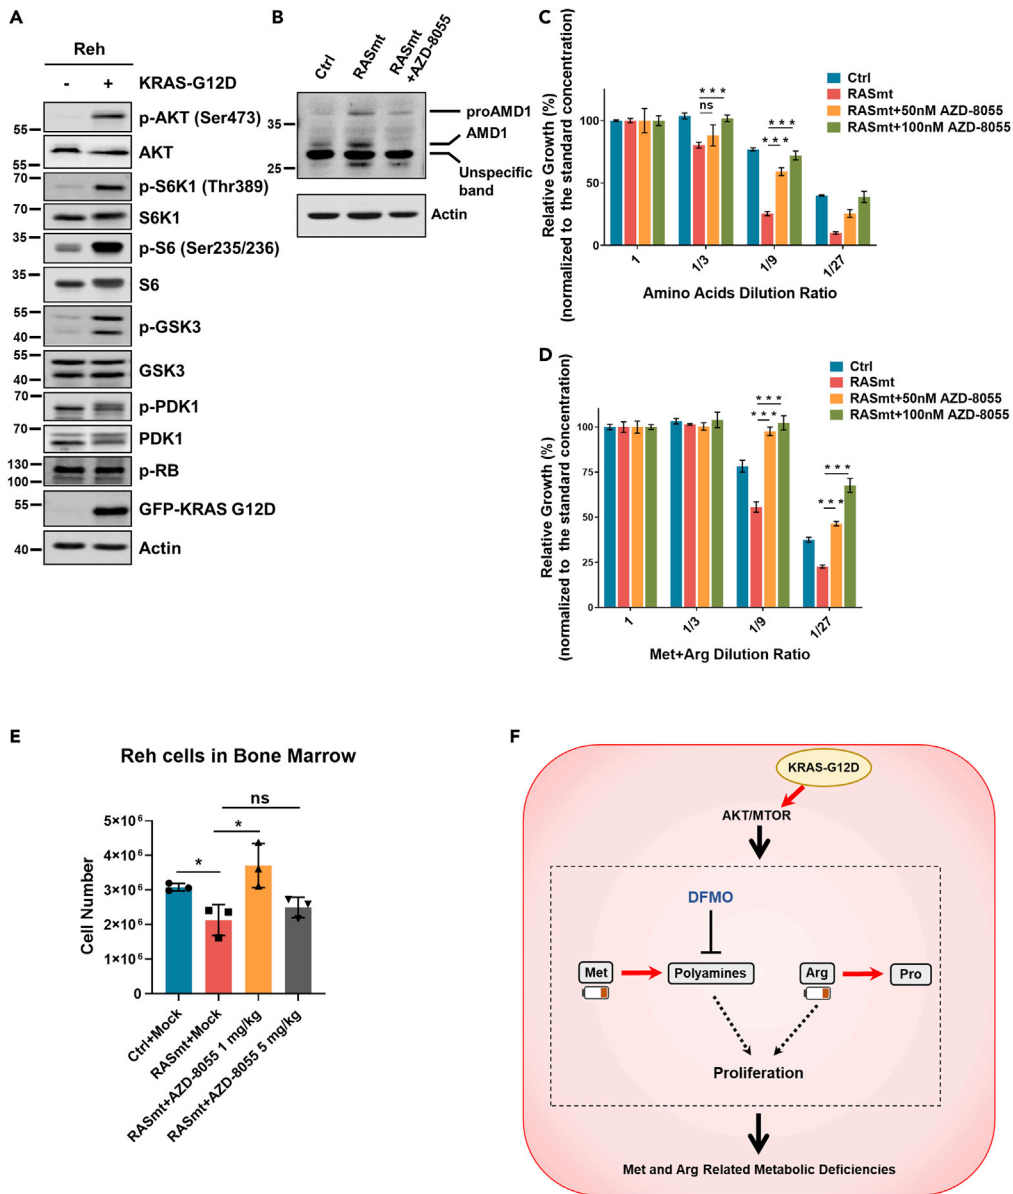 A
Reh
KRAS-G12D
- +
p-AKT (Ser473)
55
AKT
55
70
p-S6K1 (Thr389)
70
S6K1
p-S6 (Ser235/236)
35
35
S6
55
p-GSK3
40
55
GSK3
40
70
p-PDK1
70
PDK1
130
p-RB
100
55
GFP-KRAS G12D
40
Actin
B
Ctrl
RASmt
RASmt
+AZD-8055
35
25
proAMD1
AMD1
Unspecific
band
Actin
C
Ctrl
RASmt
RASmt+50nM AZD-8055
RASmt+100nM AZD-8055
Relative Growth (%)
(normalized to the standard concentration)
100
50
0
* * *
ns
* * *
* * *
1
1/3
1/9
1/27
Amino Acids Dilution Ratio
D
Ctrl
RASmt
RASmt+50nM AZD-8055
RASmt+100nM AZD-8055
Relative Growth (%)
(normalized to the standard concentration)
100
75
50
25
0
* * *
* * *
* * *
* * *
1
1/3
1/9
1/27
Met+Arg Dilution Ratio
E
Reh cells in Bone Marrow
Cell Number
5×10⁶
4×10⁶
3×10⁶
2×10⁶
1×10⁶
0
ns
*
*
Ctrl+Mock
RASmt+Mock
RASmt+AZD-8055 1 mg/kg
RASmt+AZD-8055 5 mg/kg
F
KRAS-G12D
AKT/MTOR
DFMO
Met
Polyamines
Arg
Pro
Proliferation
Met and Arg Related Metabolic Deficiencies